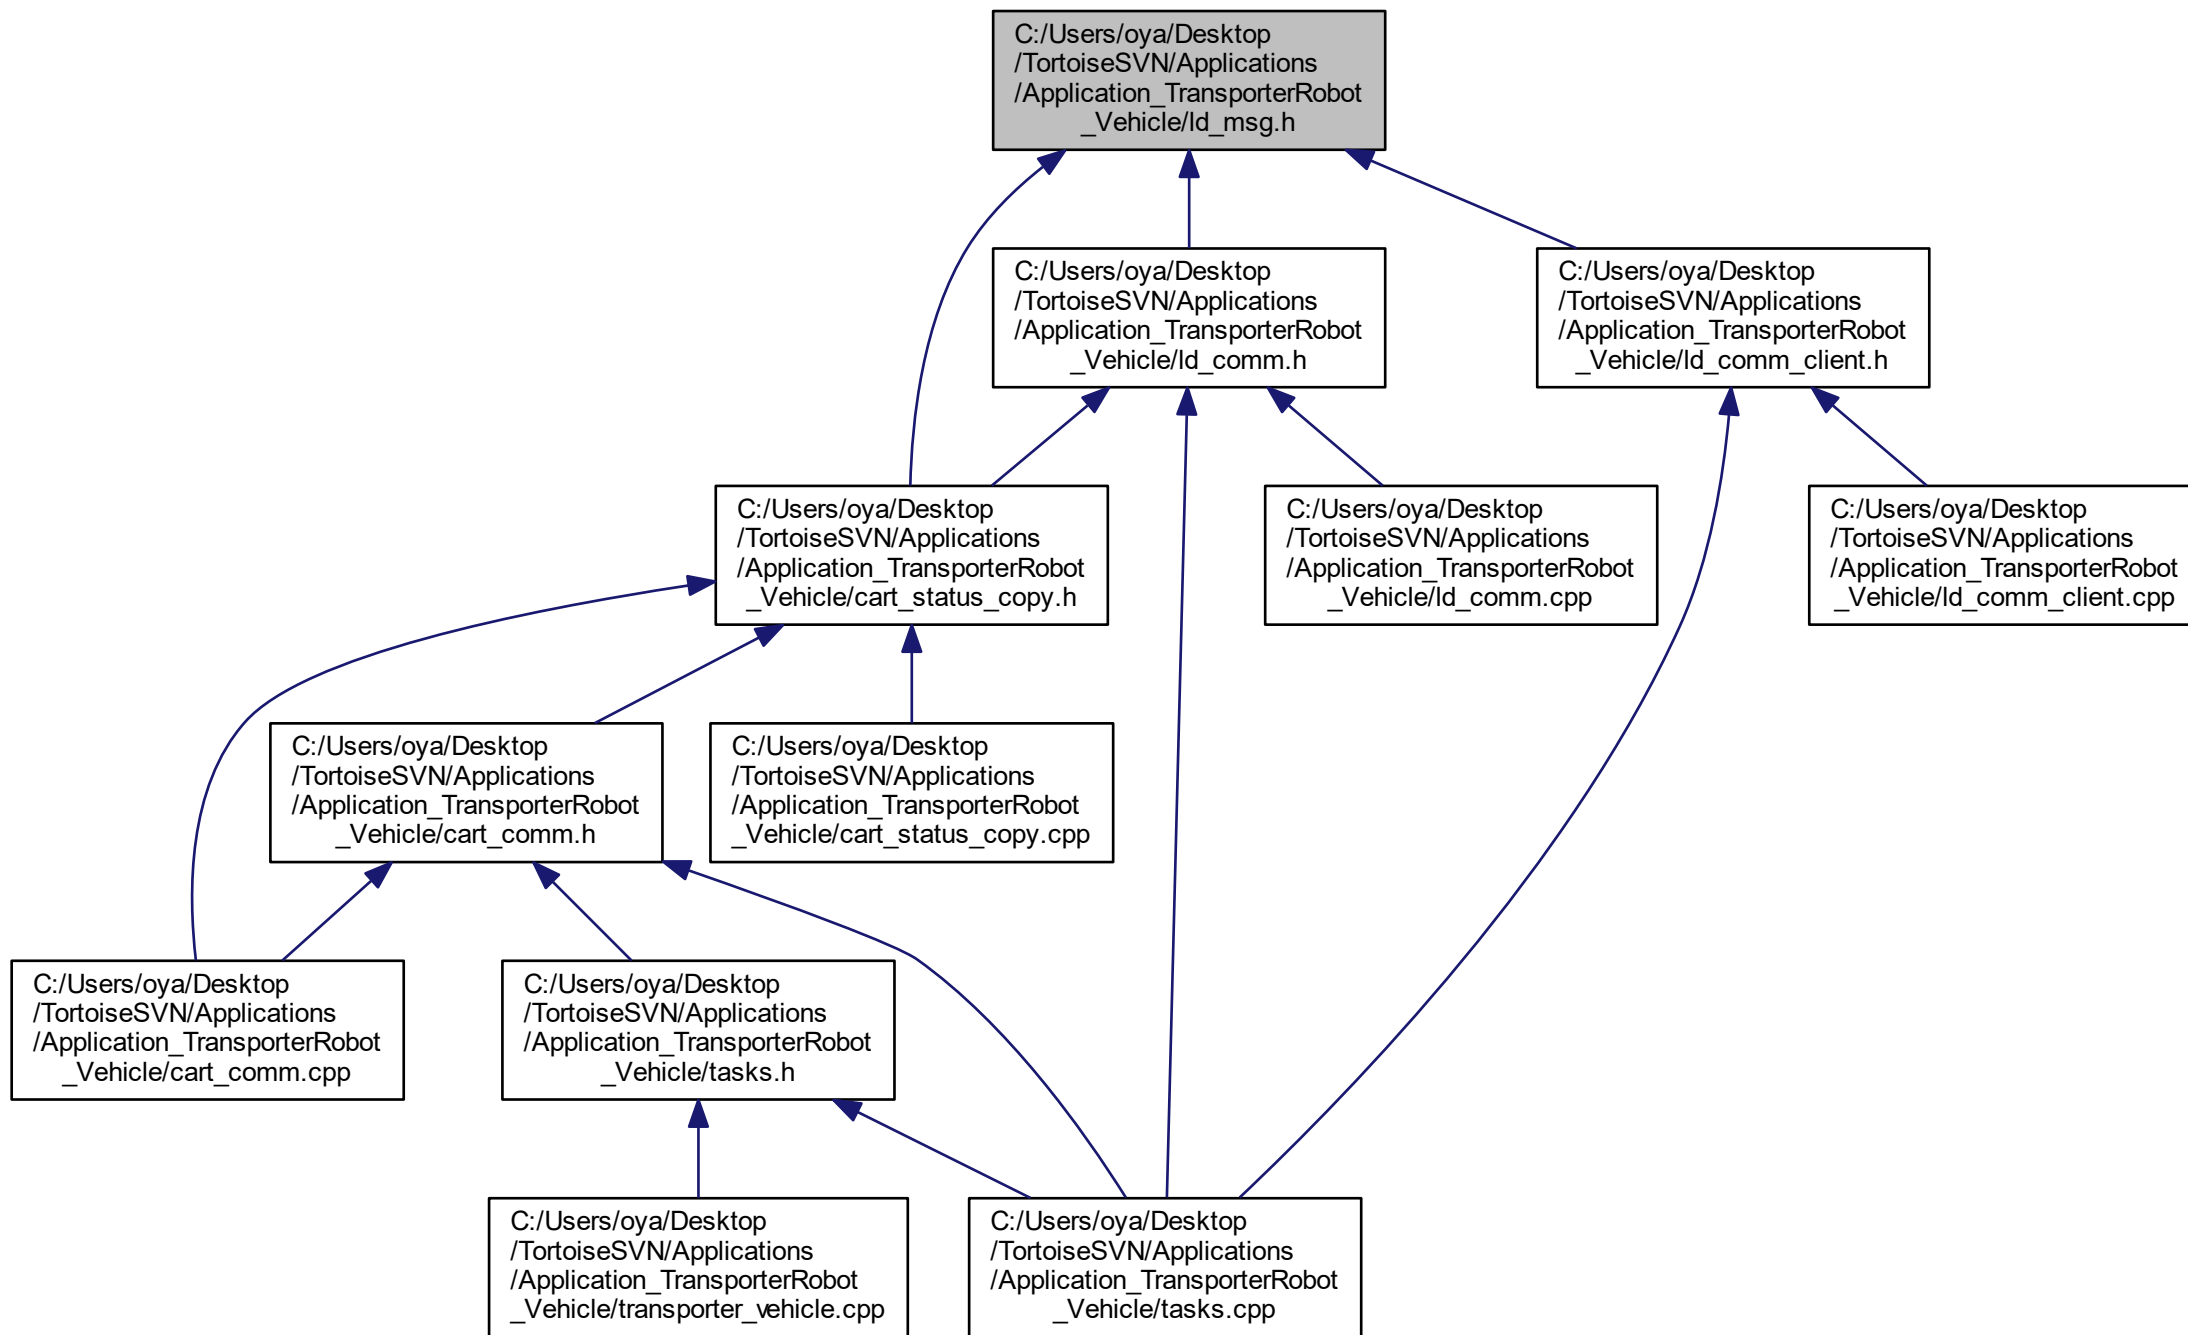 C:/Users/oya/Desktop
/TortoiseSVN/Applications
/Application_TransporterRobot
_Vehicle/ld_msg.h
C:/Users/oya/Desktop
/TortoiseSVN/Applications
/Application_TransporterRobot
_Vehicle/ld_comm.h
C:/Users/oya/Desktop
/TortoiseSVN/Applications
/Application_TransporterRobot
_Vehicle/ld_comm_client.h
C:/Users/oya/Desktop
/TortoiseSVN/Applications
/Application_TransporterRobot
_Vehicle/cart_status_copy.h
C:/Users/oya/Desktop
/TortoiseSVN/Applications
/Application_TransporterRobot
_Vehicle/ld_comm.cpp
C:/Users/oya/Desktop
/TortoiseSVN/Applications
/Application_TransporterRobot
_Vehicle/ld_comm_client.cpp
C:/Users/oya/Desktop
/TortoiseSVN/Applications
/Application_TransporterRobot
_Vehicle/cart_comm.h
C:/Users/oya/Desktop
/TortoiseSVN/Applications
/Application_TransporterRobot
_Vehicle/cart_status_copy.cpp
C:/Users/oya/Desktop
/TortoiseSVN/Applications
/Application_TransporterRobot
_Vehicle/cart_comm.cpp
C:/Users/oya/Desktop
/TortoiseSVN/Applications
/Application_TransporterRobot
_Vehicle/tasks.h
C:/Users/oya/Desktop
/TortoiseSVN/Applications
/Application_TransporterRobot
_Vehicle/transporter_vehicle.cpp
C:/Users/oya/Desktop
/TortoiseSVN/Applications
/Application_TransporterRobot
_Vehicle/tasks.cpp